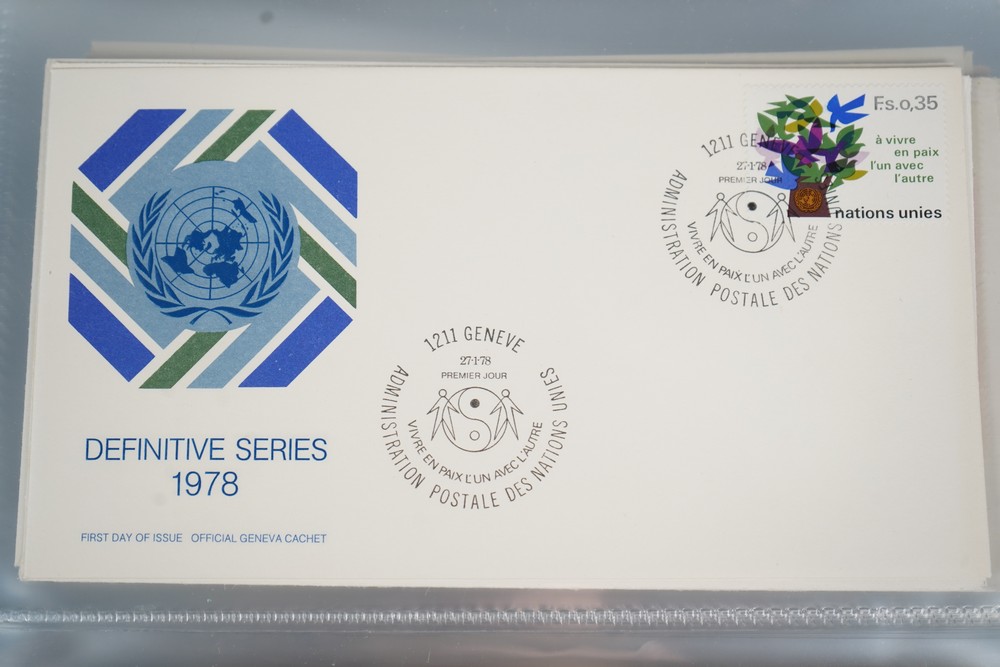 DEFINITIVE SERIES
1978
FIRST DAY OF ISSUE OFFICIAL GENEVA CACHET
1211 GENEVE
27·1·78
PREMIER JOUR
VIVRE EN PAIX L'UN AVEC L'AUTRE
ADMINISTRATION POSTALE DES NATIONS UNIES
F.s.0,35
à vivre
en paix
l'un avec
l'autre
nations unies
1211 GENEVE
27·1·78
PREMIER JOUR
VIVRE EN PAIX L'UN AVEC L'AUTRE
ADMINISTRATION POSTALE DES NATIONS